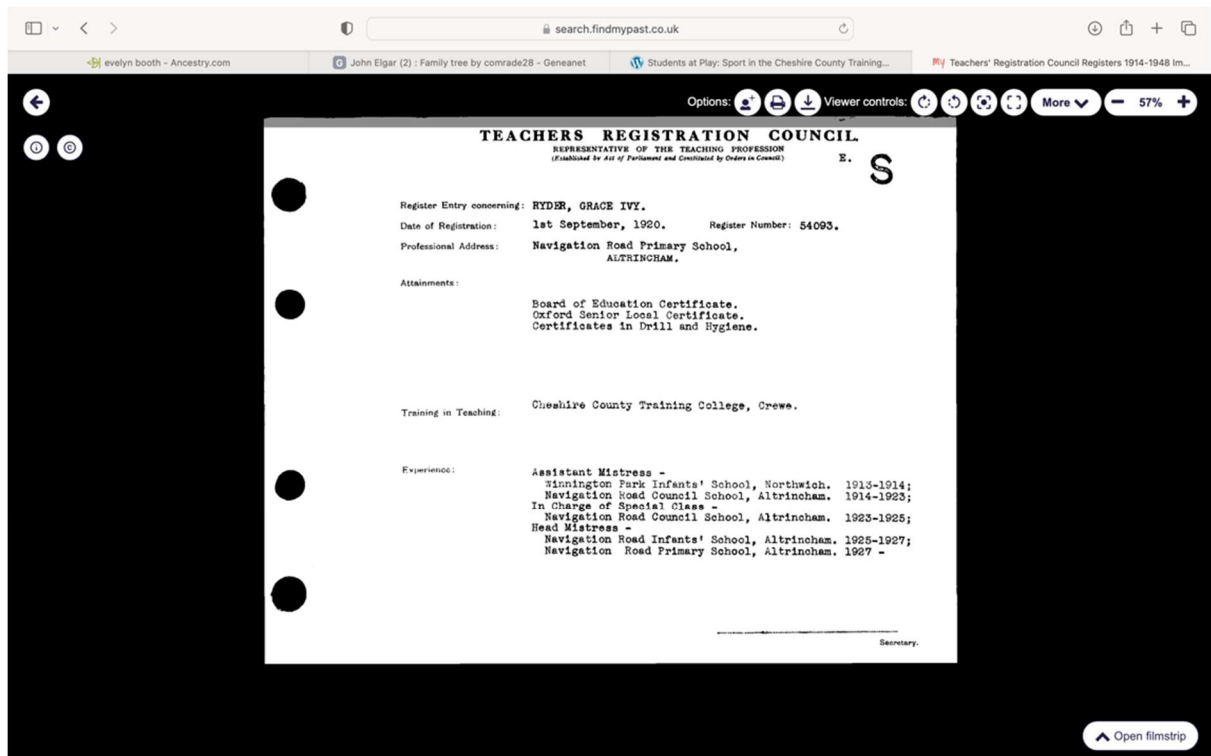 search.findmypast.co.uk
evelyn booth - Ancestry.com
G John Elgar (2) : Family tree by comrade28 - Geneanet
Students at Play: Sport in the Cheshire County Training...
My Teachers' Registration Council Registers 1914-1948 Im...
Options: Viewer controls: More 57%
TEACHERS REGISTRATION COUNCIL.
REPRESENTATIVE OF THE TEACHING PROFESSION
(Established by Act of Parliament and Constituted by Orders in Council)
E. S
Register Entry concerning: RYDER, GRACE IVY.
Date of Registration: 1st September, 1920. Register Number: 54093.
Professional Address: Navigation Road Primary School,
ALTRINCHAM.
Attainments:
Board of Education Certificate.
Oxford Senior Local Certificate.
Certificates in Drill and Hygiene.
Training in Teaching: Cheshire County Training College, Crewe.
Experience: Assistant Mistress -
Winnington Park Infants' School, Northwich. 1913-1914;
Navigation Road Council School, Altrincham. 1914-1923;
In Charge of Special Class -
Navigation Road Council School, Altrincham. 1923-1925;
Head Mistress -
Navigation Road Infants' School, Altrincham. 1925-1927;
Navigation Road Primary School, Altrincham. 1927 -
Secretary.
Open filmstrip